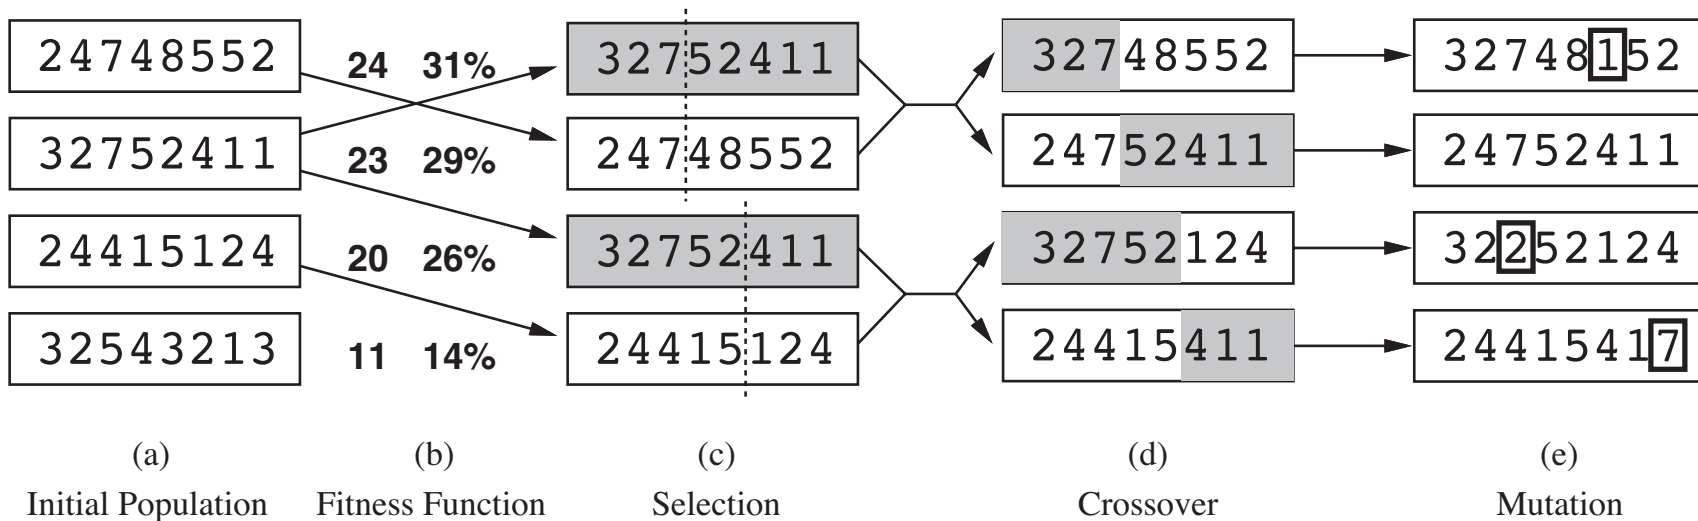 24748552 24 31% 32752411 32748552 32748152
32752411 23 29% 24748552 24752411 24752411
24415124 20 26% 32752411 32752124 32252124
32543213 11 14% 24415124 24415411 24415417
(a) (b) (c) (d) (e)
Initial Population Fitness Function Selection Crossover Mutation